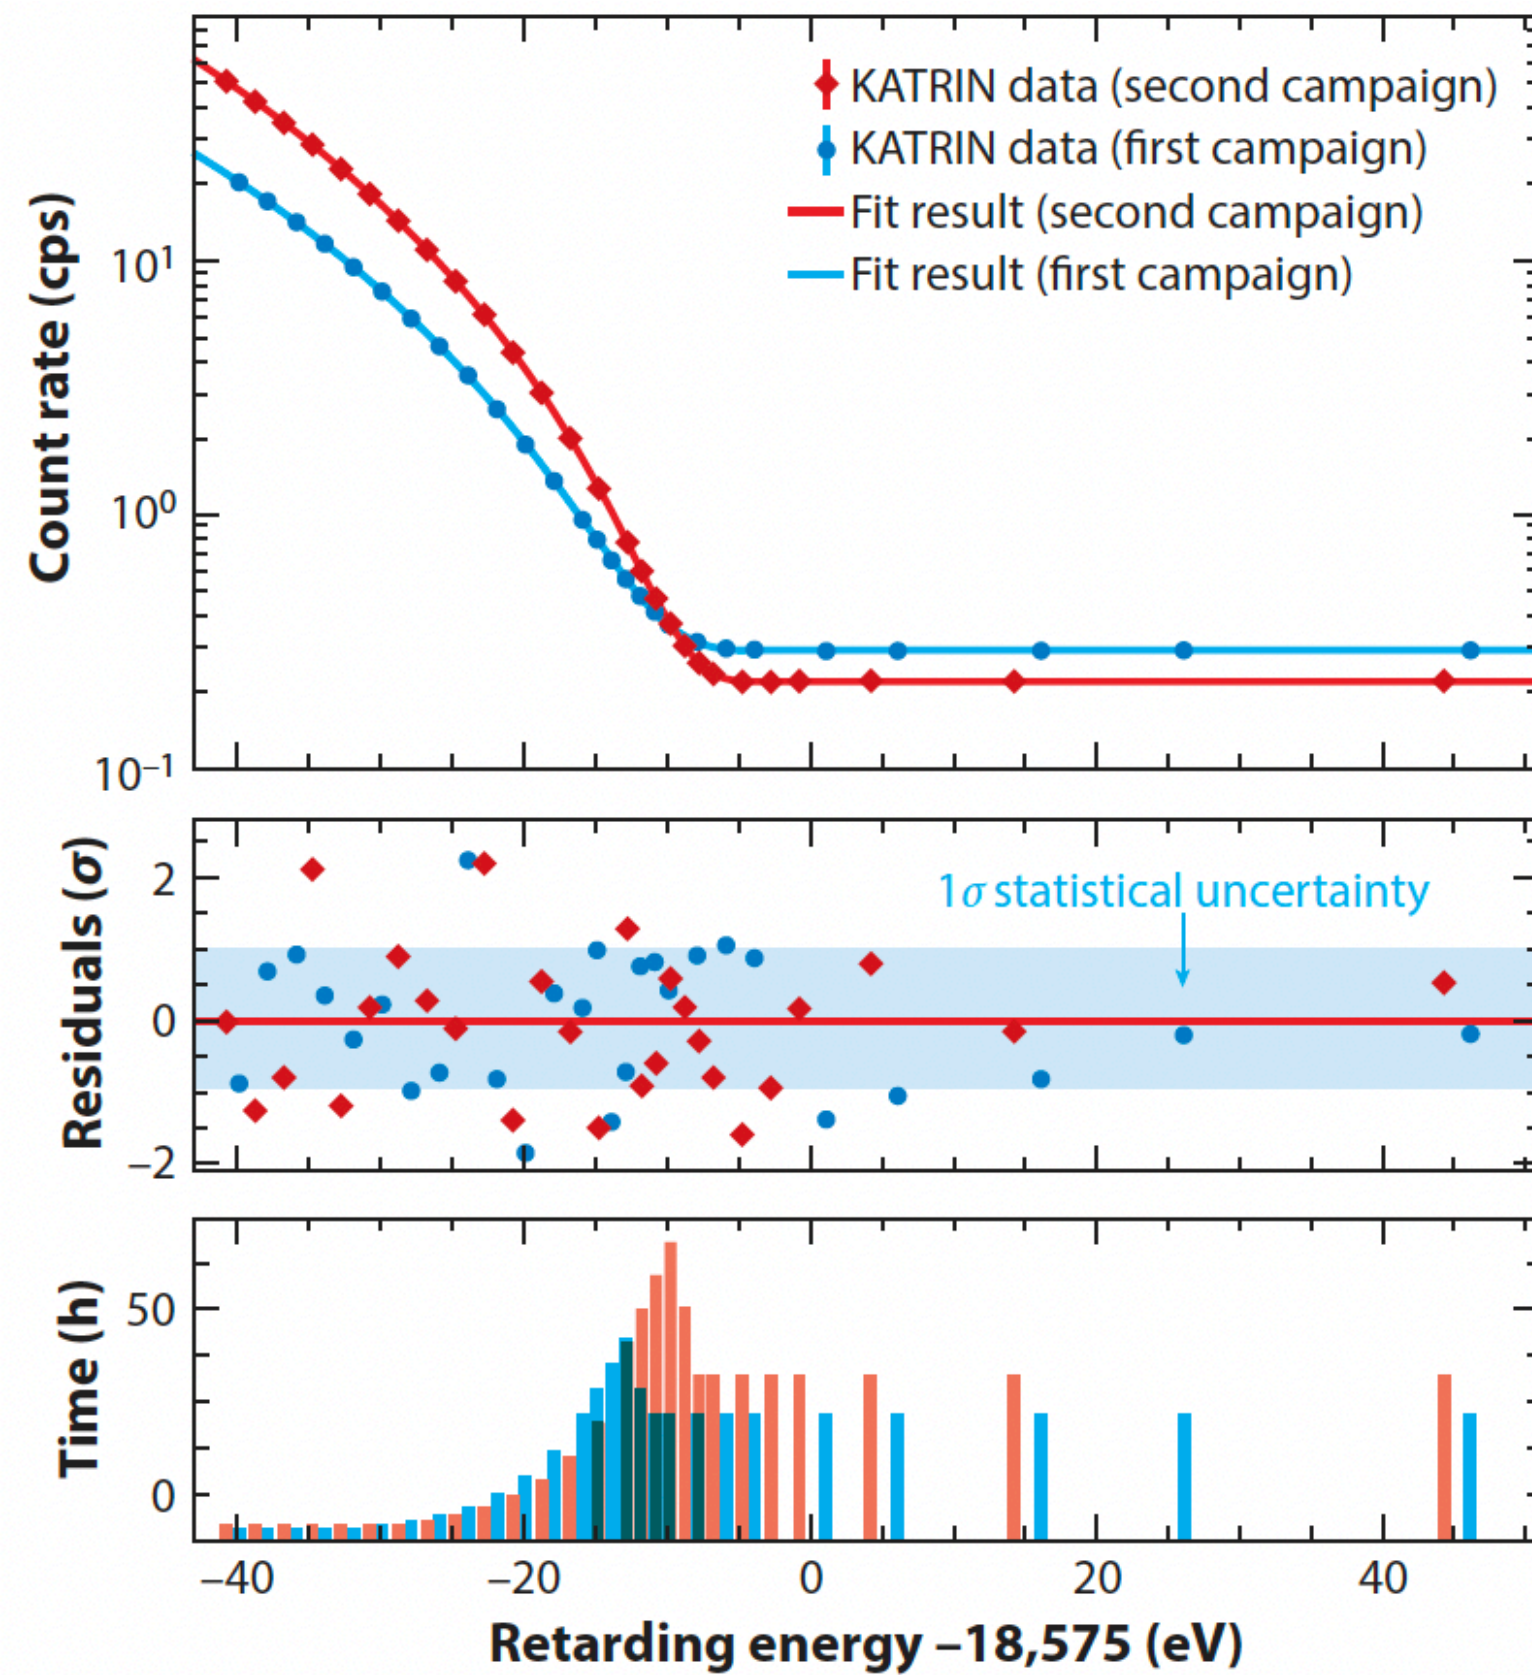 KATRIN data (second campaign)
KATRIN data (first campaign)
Fit result (second campaign)
Fit result (first campaign)
Count rate (cps)
10¹
10⁰
10⁻¹
1σ statistical uncertainty
Residuals (σ)
2
0
–2
Time (h)
50
0
–40 –20 0 20 40
Retarding energy –18,575 (eV)